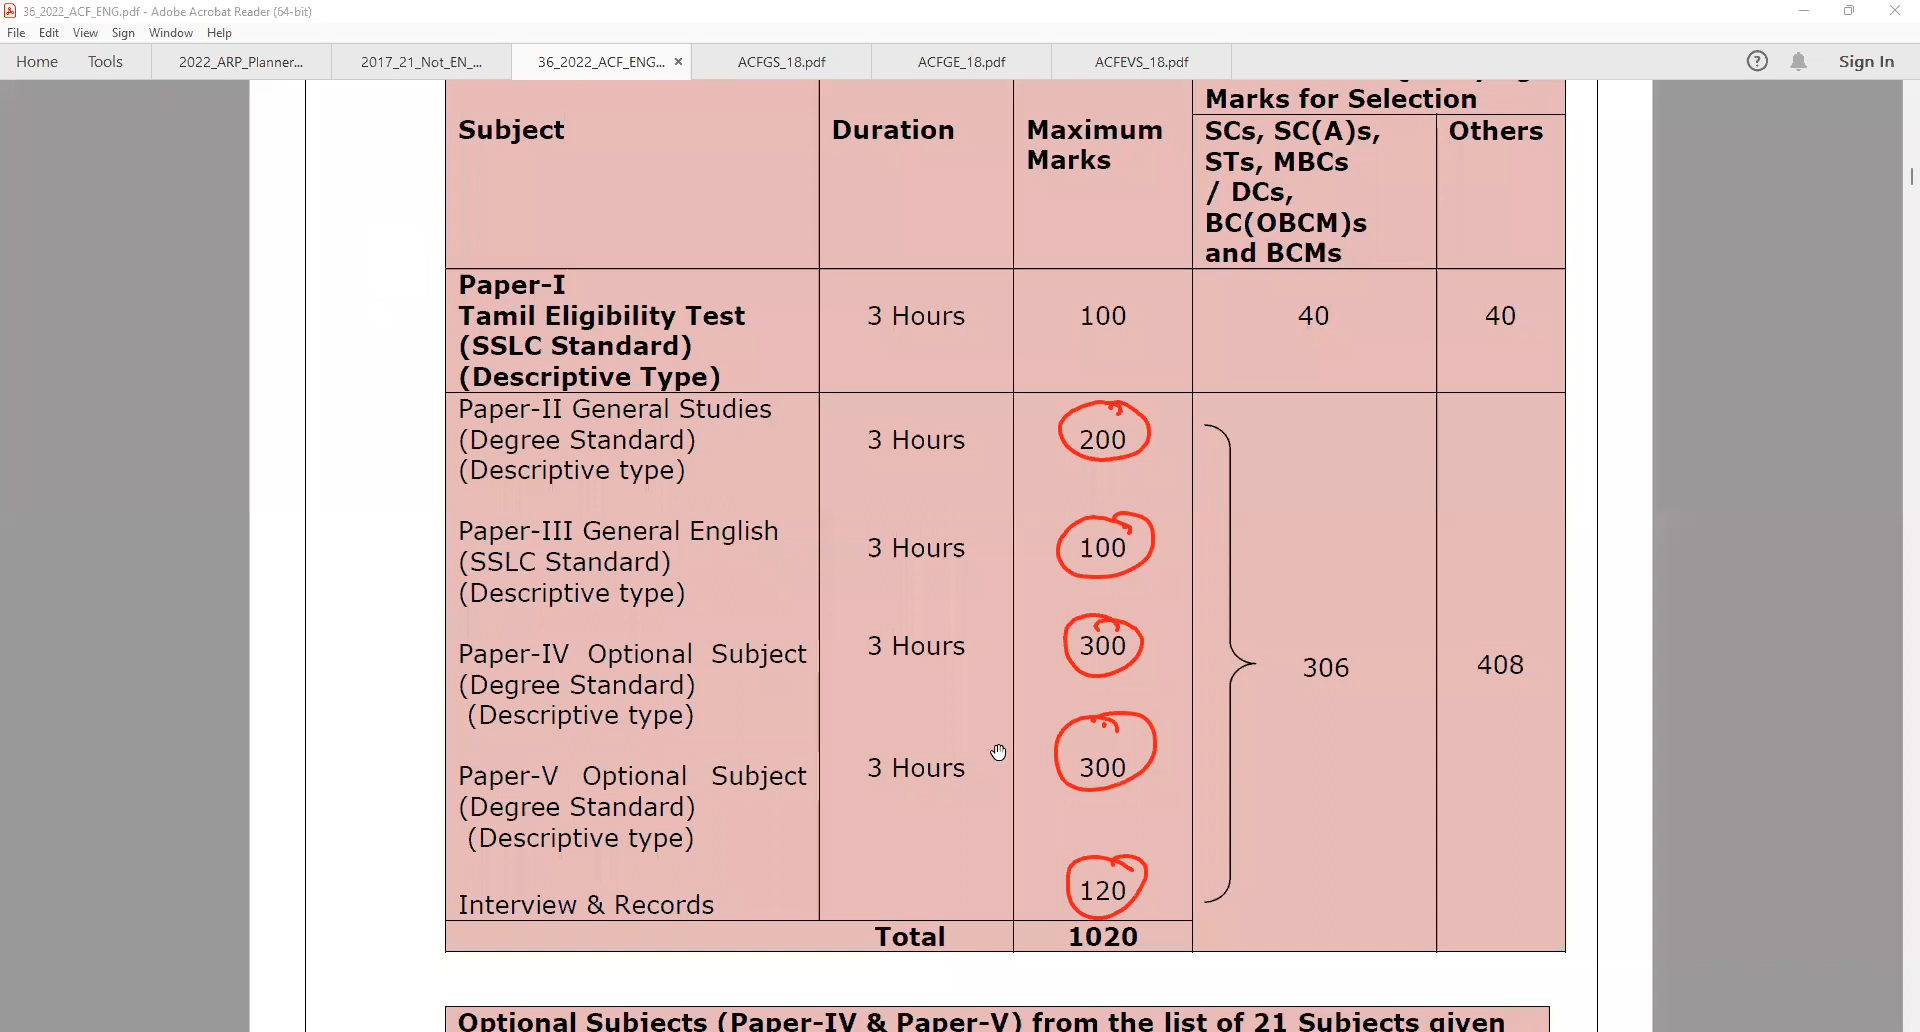 36_2022_ACF_ENG.pdf - Adobe Acrobat Reader (64-bit)
File Edit View Sign Window Help
Home Tools 2022_ARP_Planner... 2017_21_Not_EN_... 36_2022_ACF_ENG... × ACFGS_18.pdf ACFGE_18.pdf ACFEVS_18.pdf Sign In
Marks for Selection
Subject Duration Maximum
Marks
SCs, SC(A)s,
STs, MBCs
/ DCs,
BC(OBCM)s
and BCMs
Others
Paper-I
Tamil Eligibility Test
(SSLC Standard)
(Descriptive Type)
3 Hours 100 40 40
Paper-II General Studies
(Degree Standard)
(Descriptive type)
3 Hours 200
Paper-III General English
(SSLC Standard)
(Descriptive type)
3 Hours 100
Paper-IV Optional Subject
(Degree Standard)
(Descriptive type)
3 Hours 300
Paper-V Optional Subject
(Degree Standard)
(Descriptive type)
3 Hours 300
Interview & Records 120
306 408
Total 1020
Optional Subjects (Paper-IV & Paper-V) from the list of 21 Subjects given